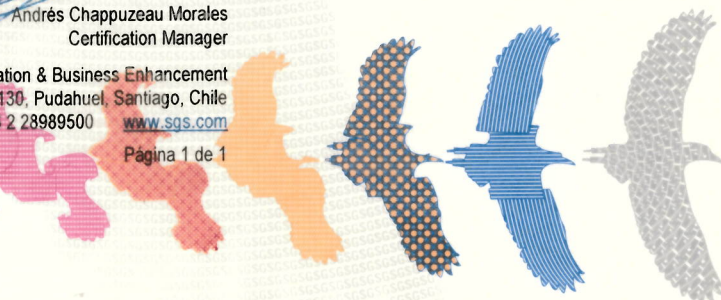 Andrés Chappuzeau Morales
Certification Manager
ation & Business Enhancement
130, Pudahuel, Santiago, Chile
2 28989500 www.sgs.com
Página 1 de 1